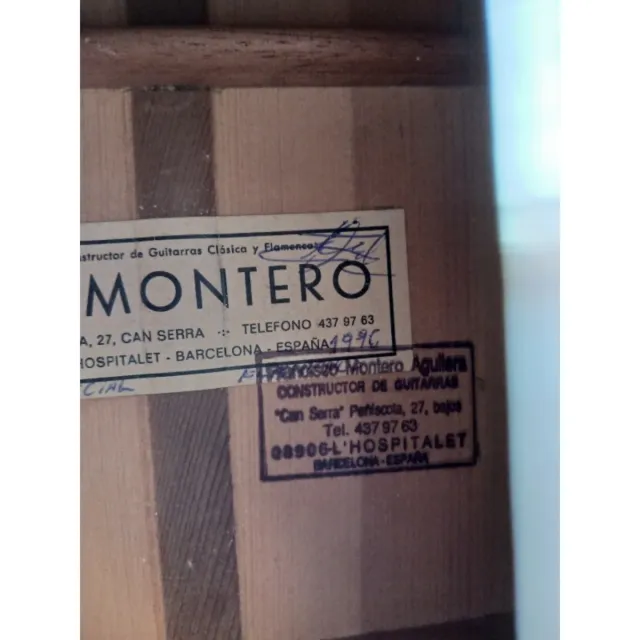 nstructor de Guitarras Clásica y Flamenca
MONTERO
A, 27, CAN SERRA -:- TELEFONO 437 97 63
HOSPITALET - BARCELONA - ESPAÑA 1996
CIAL
Francisco Montero Aguilera
CONSTRUCTOR DE GUITARRAS
"Can Serra" Peñíscola, 27, bajos
Tel. 437 97 63
08906-L'HOSPITALET
BARCELONA-ESPAÑA